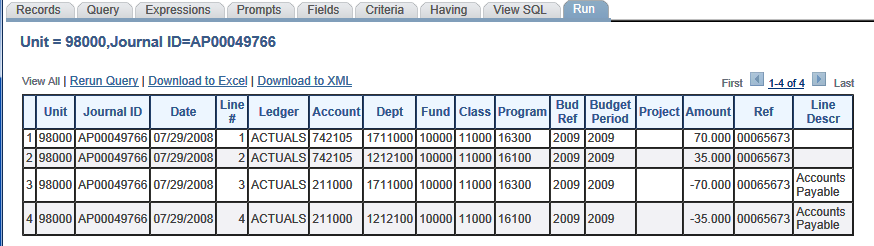 Records Query Expressions Prompts Fields Criteria Having View SQL Run
Unit = 98000,Journal ID=AP00049766
View All | Rerun Query | Download to Excel | Download to XML First 1-4 of 4 Last
Unit Journal ID Date Line # Ledger Account Dept Fund Class Program Bud Ref Budget Period Project Amount Ref Line Descr
1 98000 AP00049766 07/29/2008 1 ACTUALS 742105 1711000 10000 11000 16300 2009 2009 70.000 00065673
2 98000 AP00049766 07/29/2008 2 ACTUALS 742105 1212100 10000 11000 16100 2009 2009 35.000 00065673
3 98000 AP00049766 07/29/2008 3 ACTUALS 211000 1711000 10000 11000 16300 2009 2009 -70.000 00065673 Accounts Payable
4 98000 AP00049766 07/29/2008 4 ACTUALS 211000 1212100 10000 11000 16100 2009 2009 -35.000 00065673 Accounts Payable